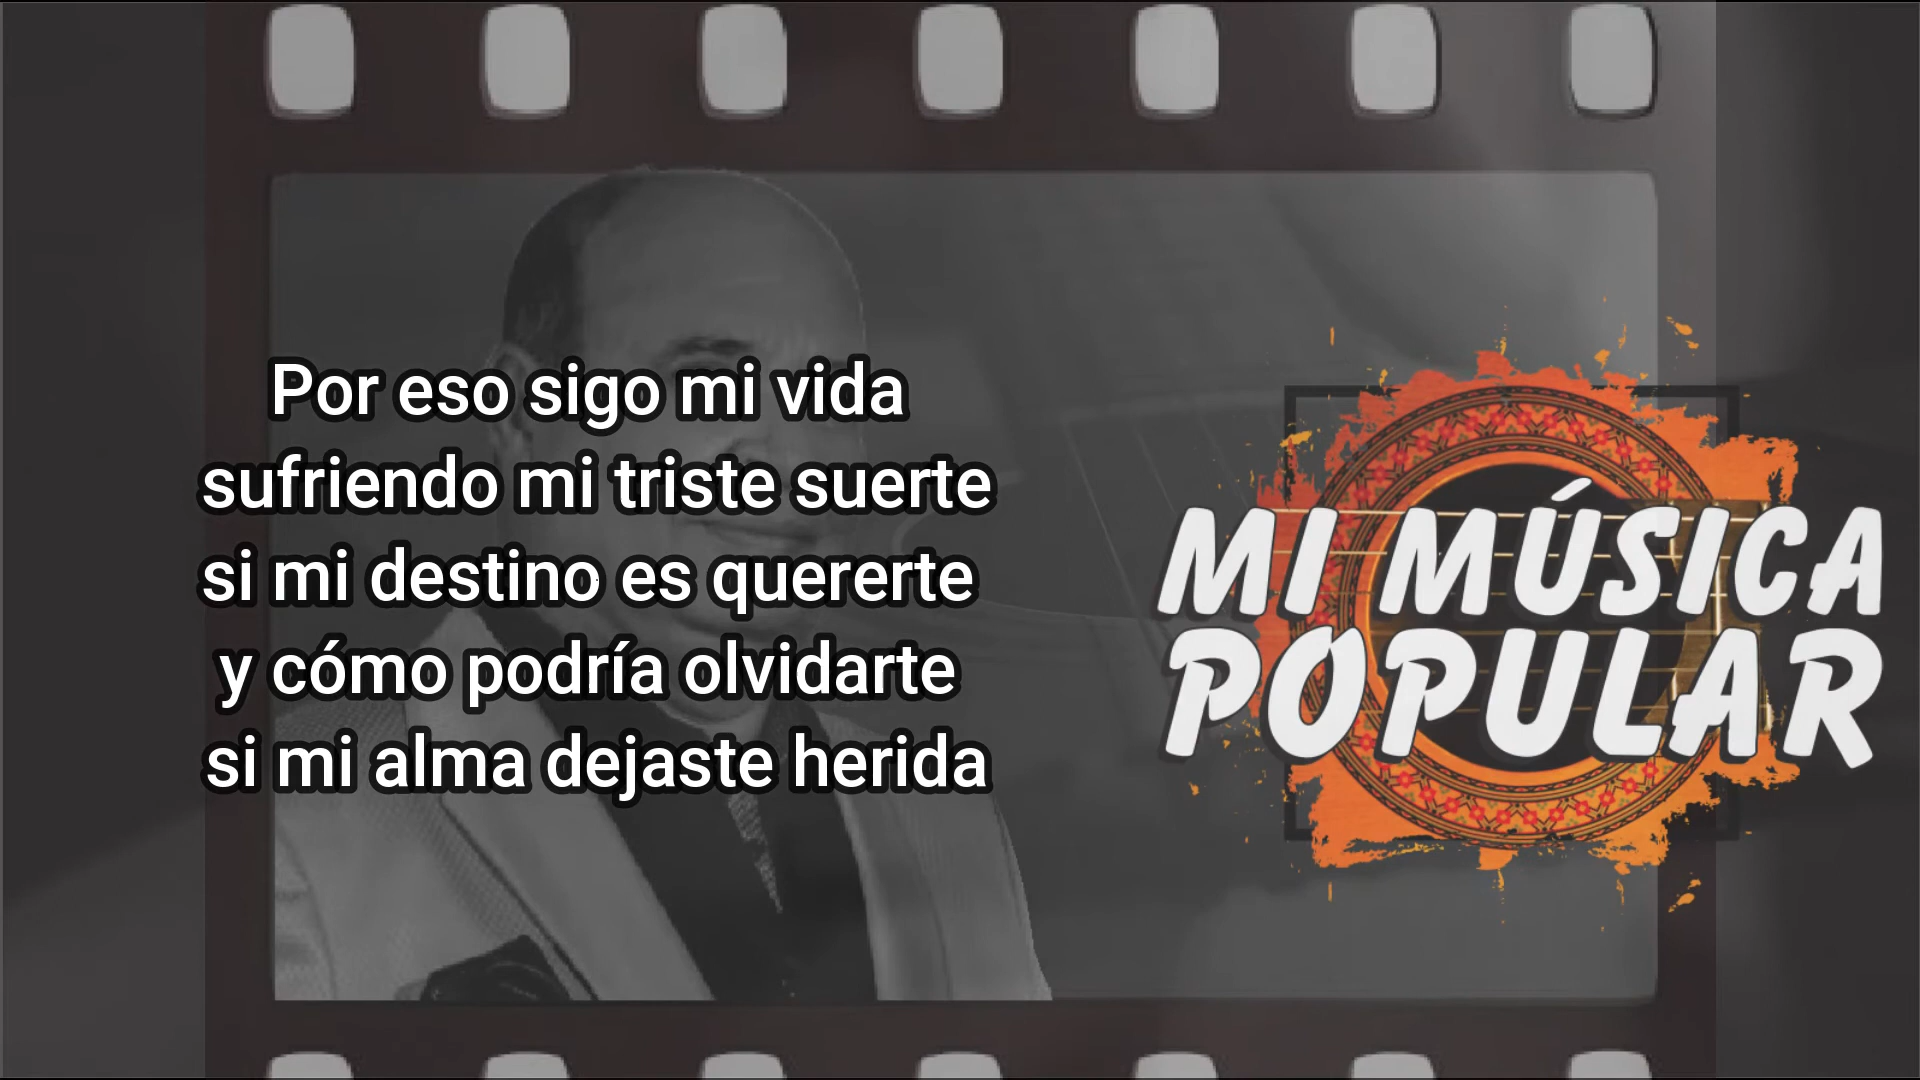 Por eso sigo mi vida
sufriendo mi triste suerte
si mi destino es quererte
y cómo podría olvidarte
si mi alma dejaste herida
MI MÚSICA
POPULAR